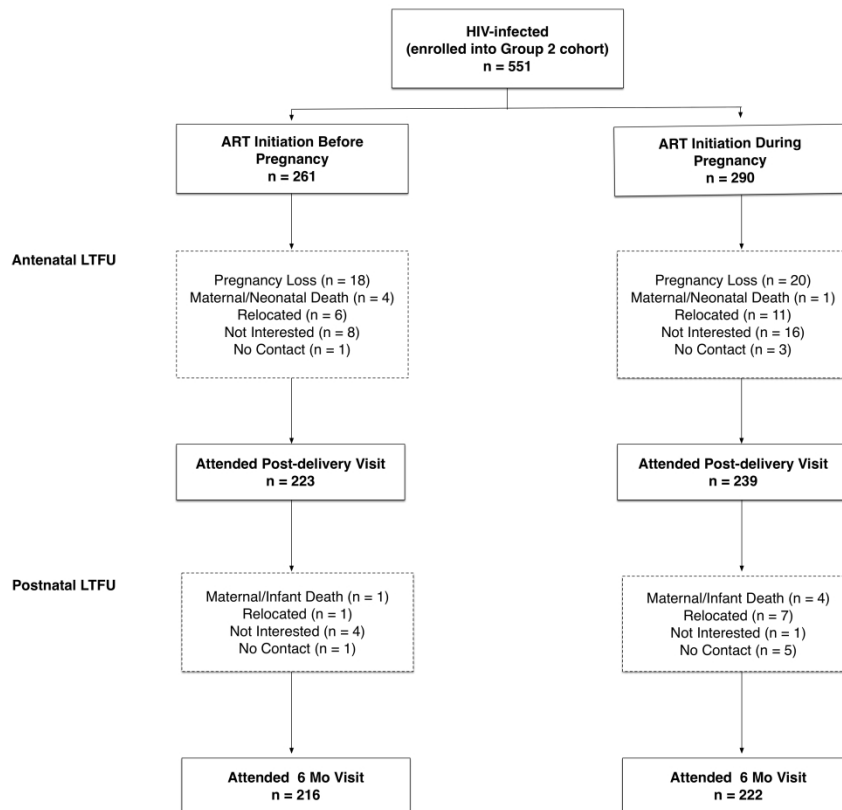 HIV-infected
(enrolled into Group 2 cohort)
n = 551
ART Initiation Before
Pregnancy
n = 261
ART Initiation During
Pregnancy
n = 290
Antenatal LTFU
Pregnancy Loss (n = 18)
Maternal/Neonatal Death (n = 4)
Relocated (n = 6)
Not Interested (n = 8)
No Contact (n = 1)
Pregnancy Loss (n = 20)
Maternal/Neonatal Death (n = 1)
Relocated (n = 11)
Not Interested (n = 16)
No Contact (n = 3)
Attended Post-delivery Visit
n = 223
Attended Post-delivery Visit
n = 239
Postnatal LTFU
Maternal/Infant Death (n = 1)
Relocated (n = 1)
Not Interested (n = 4)
No Contact (n = 1)
Maternal/Infant Death (n = 4)
Relocated (n = 7)
Not Interested (n = 1)
No Contact (n = 5)
Attended 6 Mo Visit
n = 216
Attended 6 Mo Visit
n = 222